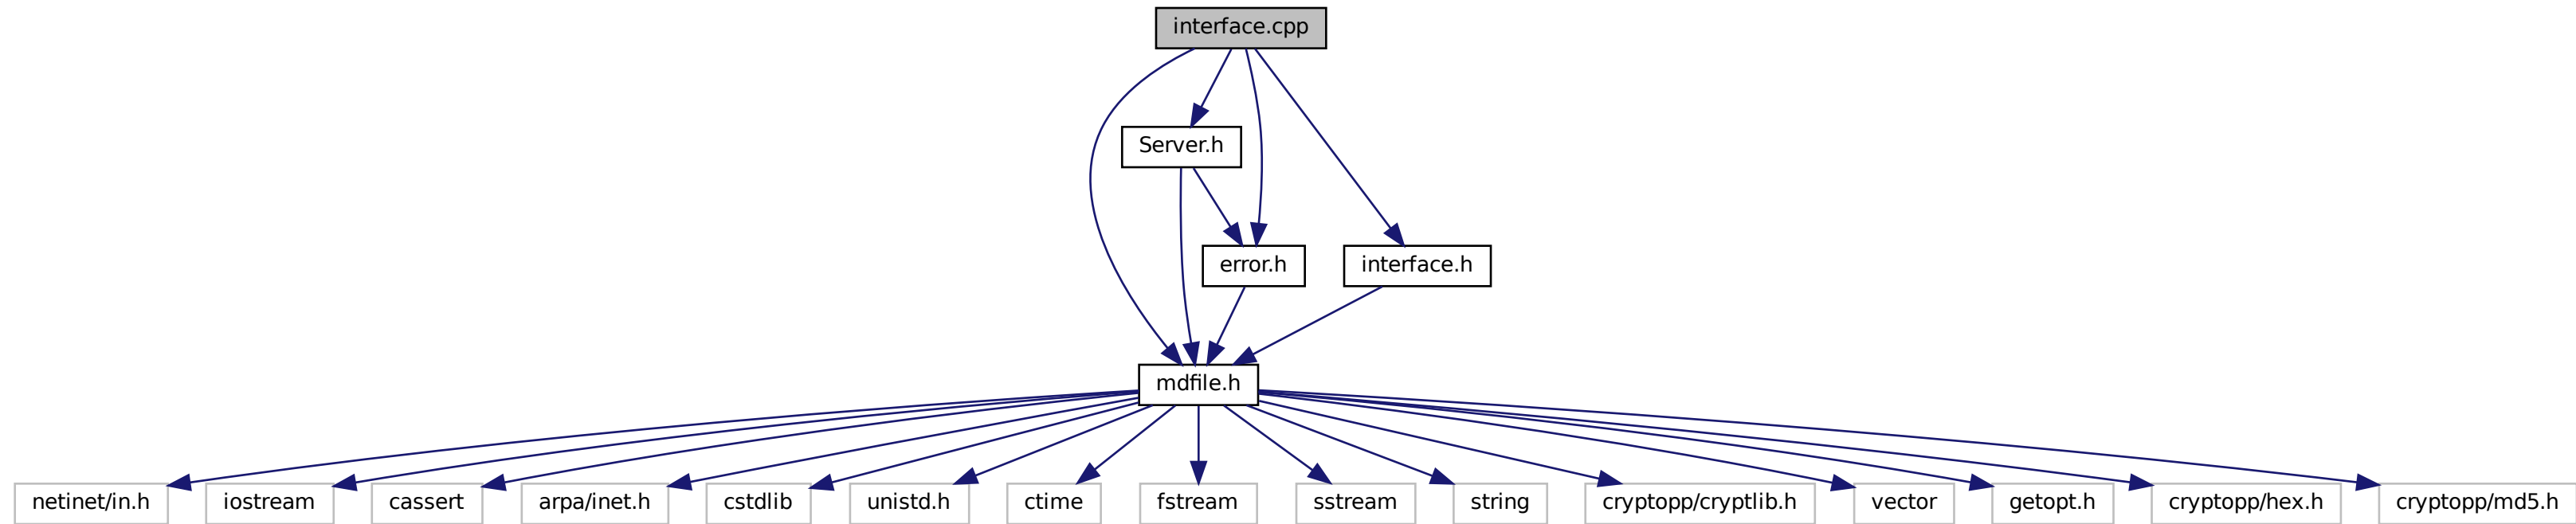 interface.cpp
Server.h
error.h
interface.h
mdfile.h
netinet/in.h
iostream
cassert
arpa/inet.h
cstdlib
unistd.h
ctime
fstream
sstream
string
cryptopp/cryptlib.h
vector
getopt.h
cryptopp/hex.h
cryptopp/md5.h